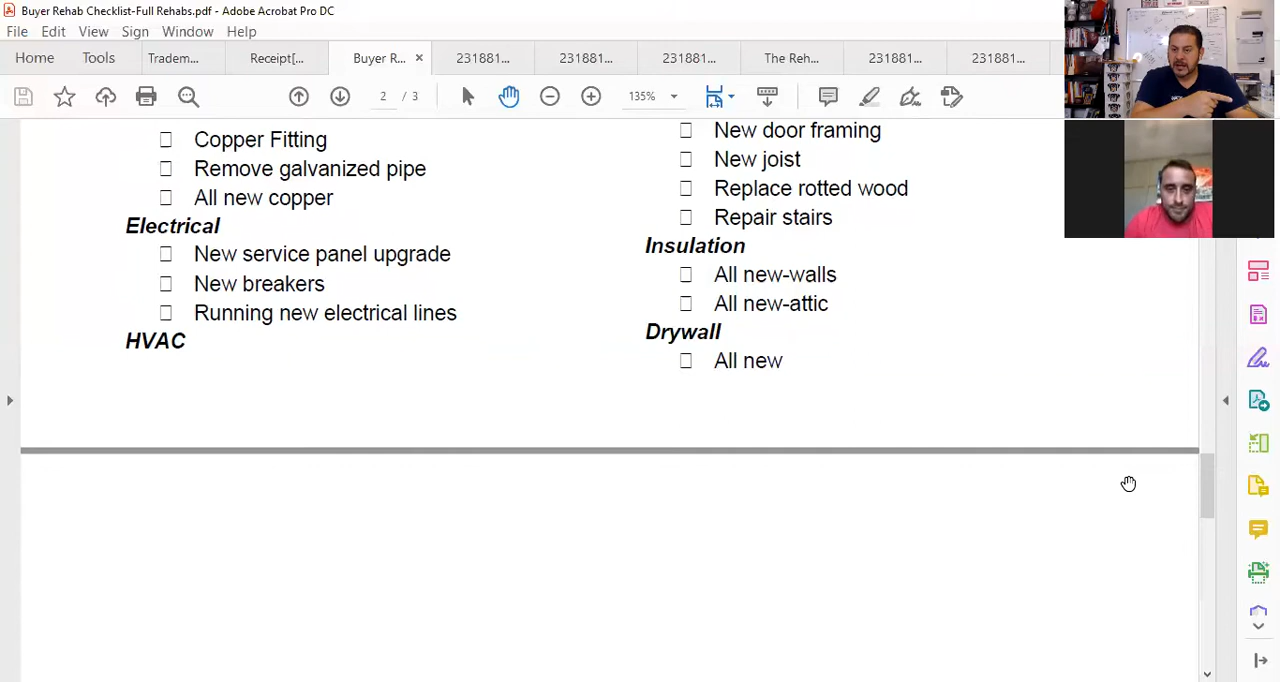 Buyer Rehab Checklist-Full Rehabs.pdf - Adobe Acrobat Pro DC
File Edit View Sign Window Help
Home Tools Tradem... Receipt[... Buyer R... × 231881... 231881... 231881... The Reh... 231881... 231881...
2 / 3 135%
Copper Fitting
Remove galvanized pipe
All new copper
Electrical
New service panel upgrade
New breakers
Running new electrical lines
HVAC
New door framing
New joist
Replace rotted wood
Repair stairs
Insulation
All new-walls
All new-attic
Drywall
All new